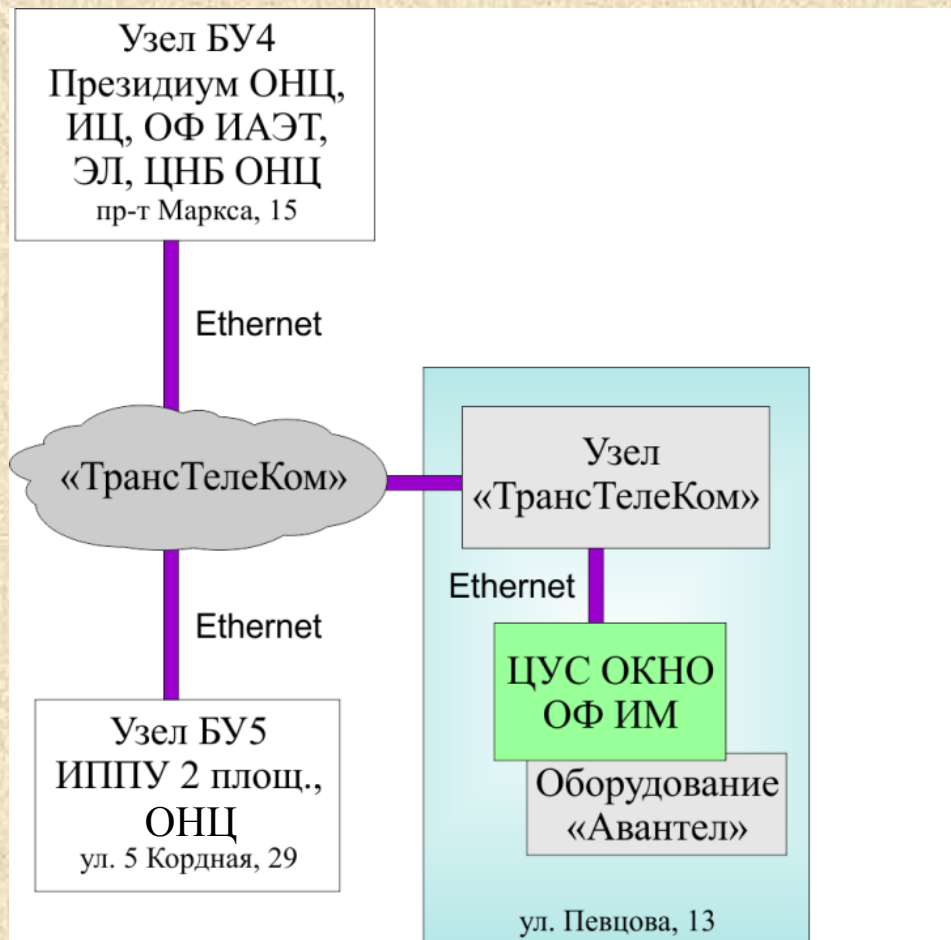 Узел БУ4
Президиум ОНЦ,
ИЦ, ОФ ИАЭТ,
ЭЛ, ЦНБ ОНЦ
пр-т Маркса, 15
Ethernet
«ТрансТелеКом»
Узел
«ТрансТелеКом»
Ethernet
Ethernet
ЦУС ОКНО
ОФ ИМ
Узел БУ5
ИППУ 2 площ.,
ОНЦ
ул. 5 Кордная, 29
Оборудование
«Авантел»
ул. Певцова, 13